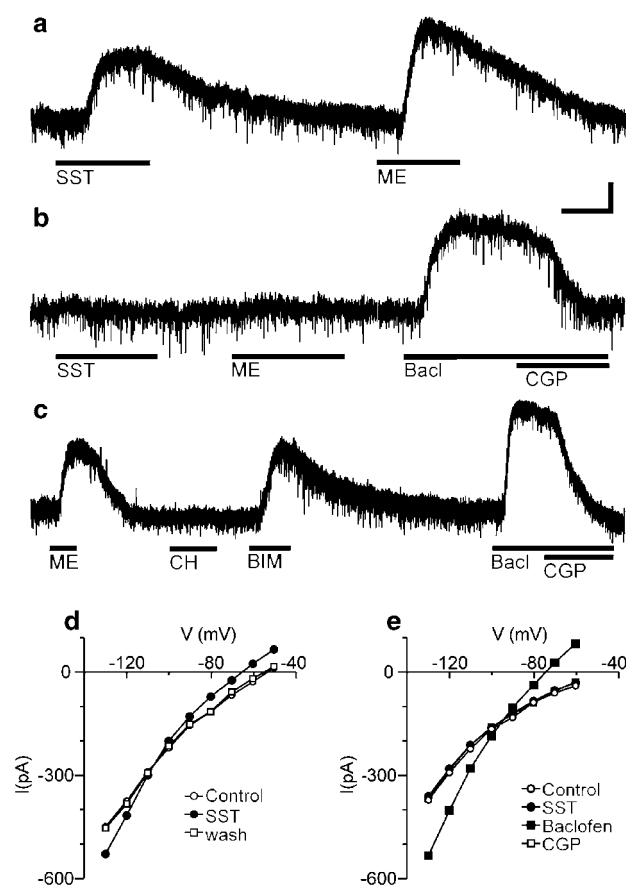 a
SST
ME
b
SST
ME
Bacl
CGP
c
ME
CH
BIM
Bacl
CGP
d
V (mV)
-120
-80
-40
0
-300
-600
I(pA)
Control
SST
wash
e
V (mV)
-120
-80
-40
0
-300
-600
I(pA)
Control
SST
Baclofen
CGP